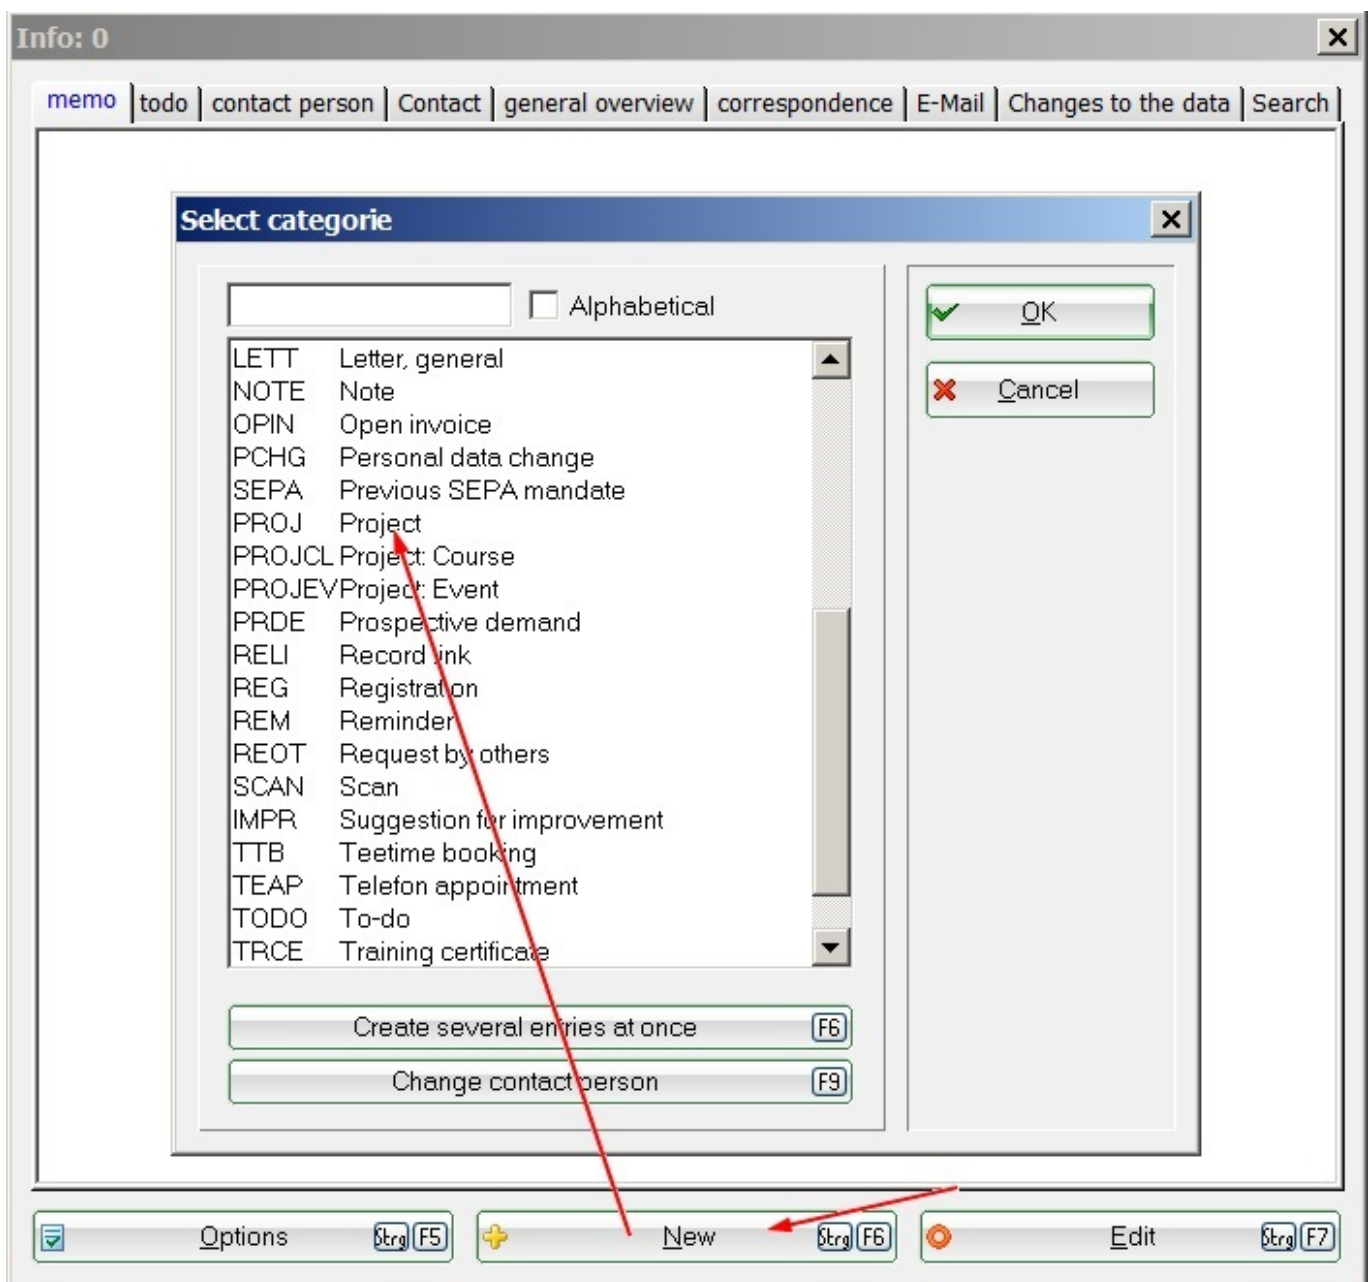 Info: 0
memo todo contact person Contact general overview correspondence E-Mail Changes to the data Search
Select categorie
Alphabetical
OK
Cancel
LETT Letter, general
NOTE Note
OPIN Open invoice
PCHG Personal data change
SEPA Previous SEPA mandate
PROJ Project
PROJCL Project: Course
PROJEV Project: Event
PRDE Prospective demand
RELI Record link
REG Registration
REM Reminder
REOT Request by others
SCAN Scan
IMPR Suggestion for improvement
TTB Teetime booking
TEAP Telefon appointment
TODO To-do
TRCE Training certificate
Create several entries at once F6
Change contact person F9
Options Strg F5 New Strg F6 Edit Strg F7